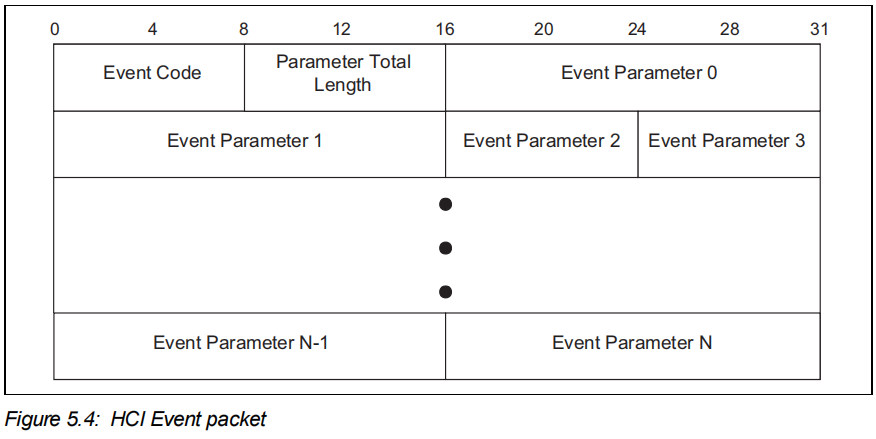 0 4 8 12 16 20 24 28 31
Event Code
Parameter Total
Length
Event Parameter 0
Event Parameter 1
Event Parameter 2
Event Parameter 3
Event Parameter N-1
Event Parameter N
Figure 5.4: HCI Event packet